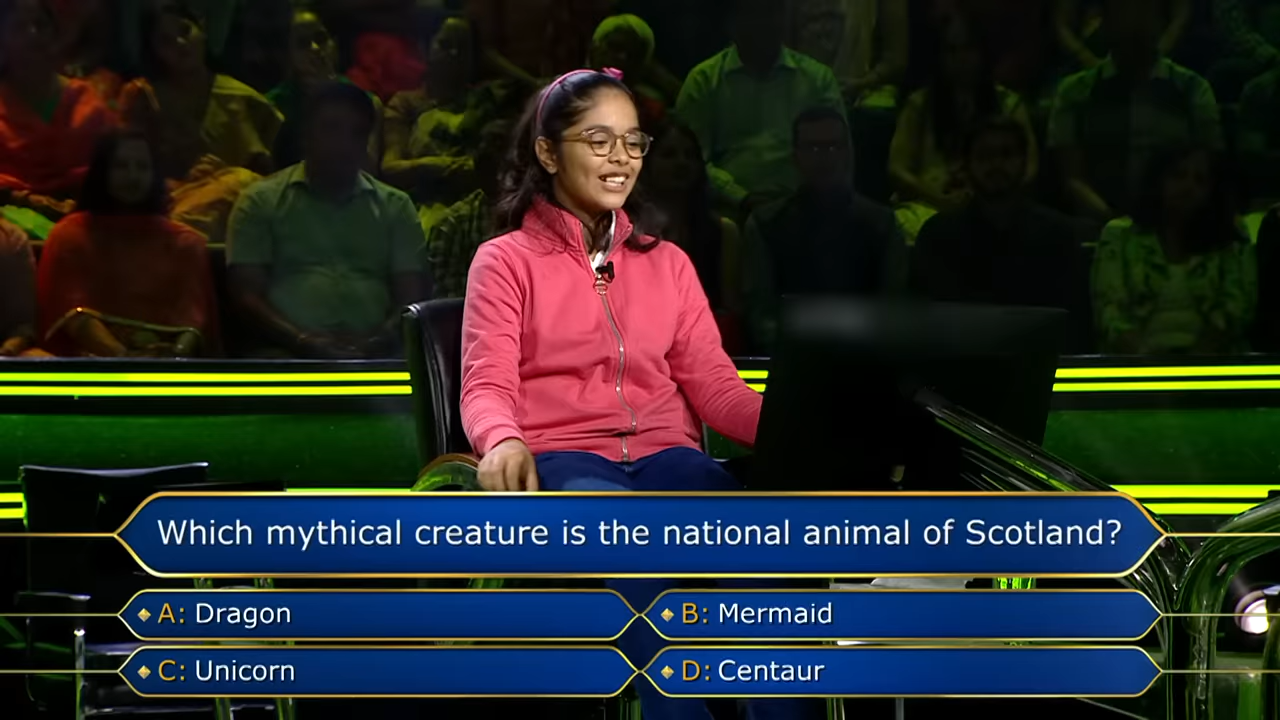 Which mythical creature is the national animal of Scotland?
A: Dragon
B: Mermaid
C: Unicorn
D: Centaur